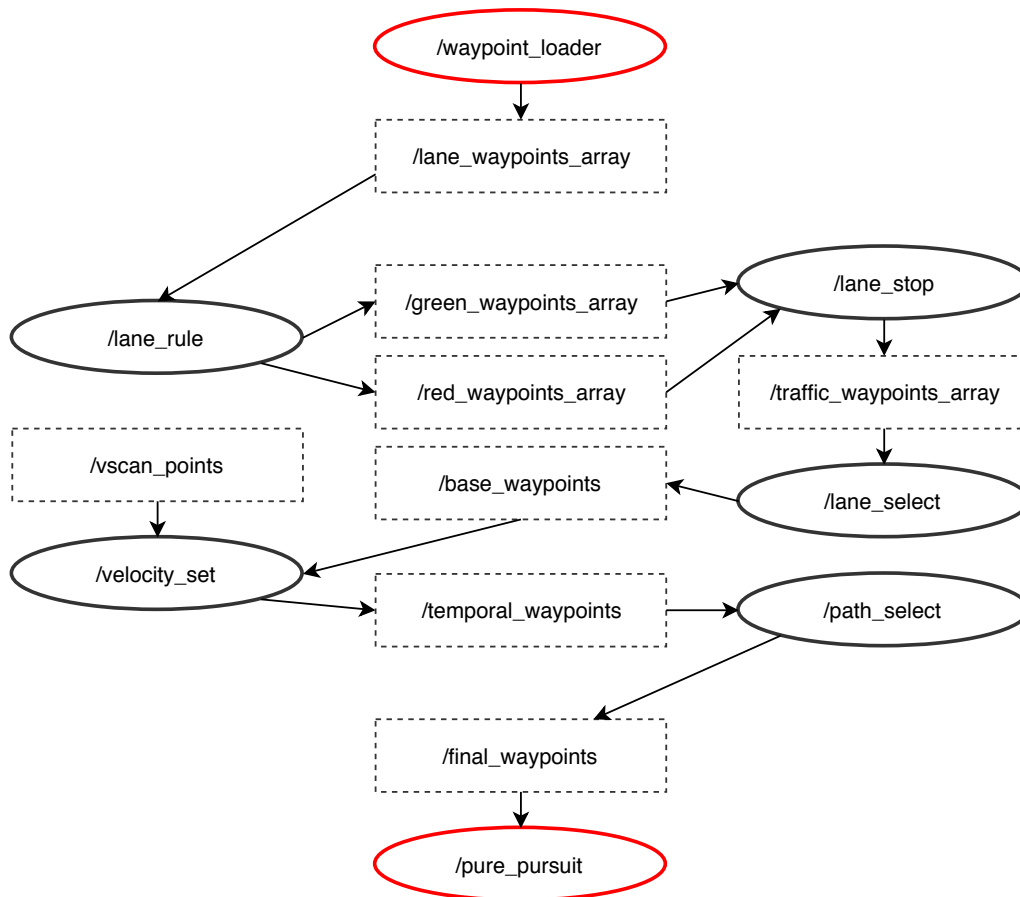 /waypoint_loader
/lane_waypoints_array
/green_waypoints_array
/lane_stop
/lane_rule
/red_waypoints_array
/traffic_waypoints_array
/vscan_points
/base_waypoints
/lane_select
/velocity_set
/temporal_waypoints
/path_select
/final_waypoints
/pure_pursuit